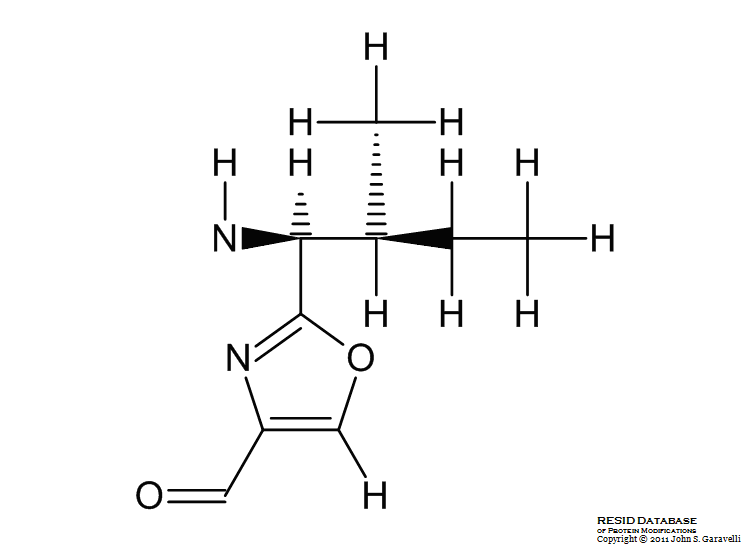 H
H H
H H H H
N H
H H H
N O
O H
RESID DATABASE
OF PROTEIN MODIFICATIONS
Copyright © 2011 John S. Garavelli